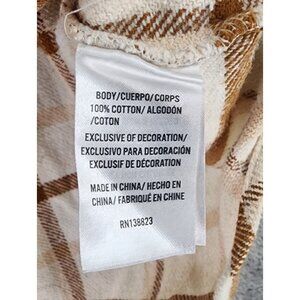 BODY/CUERPO/CORPS
100% COTTON/ ALGODÓN
/COTON
EXCLUSIVE OF DECORATION/
EXCLUSIVO PARA DECORACIÓN
EXCLUSIF DE DÉCORATION
MADE IN CHINA/ HECHO EN
CHINA/ FABRIQUÉ EN CHINE
RN138823